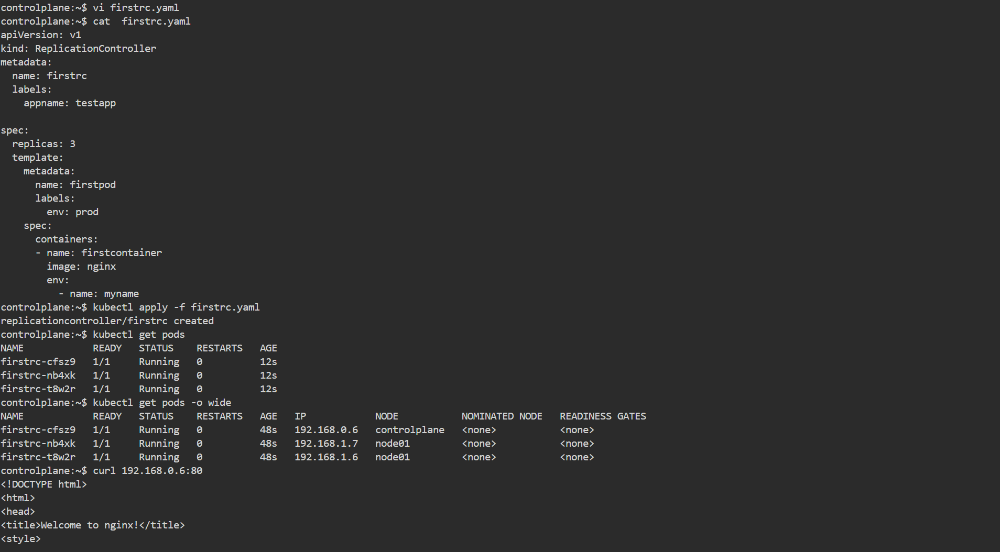 controlplane:~$ vi firstrc.yaml
controlplane:~$ cat  firstrc.yaml
apiVersion: v1
kind: ReplicationController
metadata:
  name: firstrc
  labels:
    appname: testapp

spec:
  replicas: 3
  template:
    metadata:
      name: firstpod
      labels:
        env: prod
    spec:
      containers:
      - name: firstcontainer
        image: nginx
        env:
          - name: myname
controlplane:~$ kubectl apply -f firstrc.yaml
replicationcontroller/firstrc created
controlplane:~$ kubectl get pods
NAME            READY   STATUS    RESTARTS   AGE
firstrc-cfsz9   1/1     Running   0          12s
firstrc-nb4xk   1/1     Running   0          12s
firstrc-t8w2r   1/1     Running   0          12s
controlplane:~$ kubectl get pods -o wide
NAME            READY   STATUS    RESTARTS   AGE   IP            NODE           NOMINATED NODE   READINESS GATES
firstrc-cfsz9   1/1     Running   0          48s   192.168.0.6   controlplane   <none>           <none>
firstrc-nb4xk   1/1     Running   0          48s   192.168.1.7   node01         <none>           <none>
firstrc-t8w2r   1/1     Running   0          48s   192.168.1.6   node01         <none>           <none>
controlplane:~$ curl 192.168.0.6:80
<!DOCTYPE html>
<html>
<head>
<title>Welcome to nginx!</title>
<style>